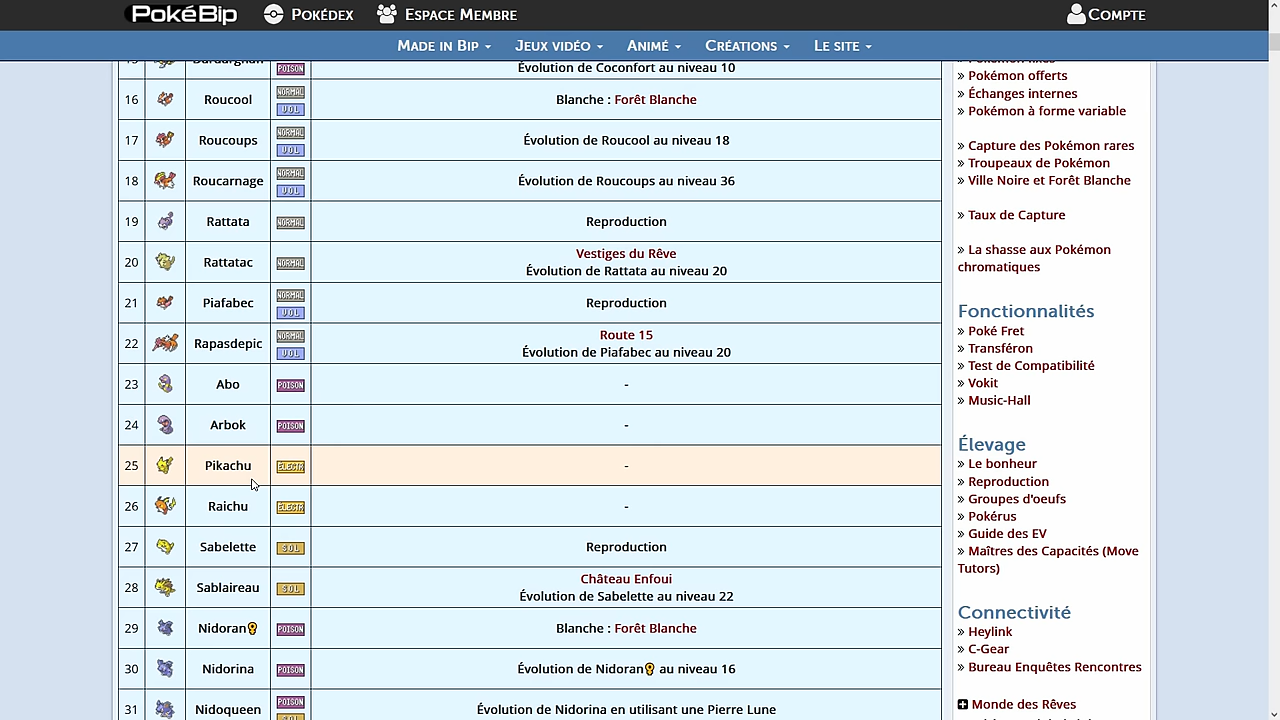 PokéBip Pokédex Espace Membre Compte
Made in Bip Jeux vidéo Animé Créations Le site
POISON Évolution de Coconfort au niveau 10
16 Roucool NORMAL VOL Blanche : Forêt Blanche
17 Roucoups NORMAL VOL Évolution de Roucool au niveau 18
18 Roucarnage NORMAL VOL Évolution de Roucoups au niveau 36
19 Rattata NORMAL Reproduction
20 Rattatac NORMAL Vestiges du Rêve
Évolution de Rattata au niveau 20
21 Piafabec NORMAL VOL Reproduction
22 Rapasdepic NORMAL VOL Route 15
Évolution de Piafabec au niveau 20
23 Abo POISON -
24 Arbok POISON -
25 Pikachu ÉLECTR -
26 Raichu ÉLECTR -
27 Sabelette SOL Reproduction
28 Sablaireau SOL Château Enfoui
Évolution de Sabelette au niveau 22
29 Nidoran♀ POISON Blanche : Forêt Blanche
30 Nidorina POISON Évolution de Nidoran♀ au niveau 16
31 Nidoqueen POISON Évolution de Nidorina en utilisant une Pierre Lune
» Pokémon offerts
» Échanges internes
» Pokémon à forme variable
» Capture des Pokémon rares
» Troupeaux de Pokémon
» Ville Noire et Forêt Blanche
» Taux de Capture
» La shasse aux Pokémon
chromatiques
Fonctionnalités
» Poké Fret
» Transféron
» Test de Compatibilité
» Vokit
» Music-Hall
Élevage
» Le bonheur
» Reproduction
» Groupes d'oeufs
» Pokérus
» Guide des EV
» Maîtres des Capacités (Move
Tutors)
Connectivité
» Heylink
» C-Gear
» Bureau Enquêtes Rencontres
Monde des Rêves